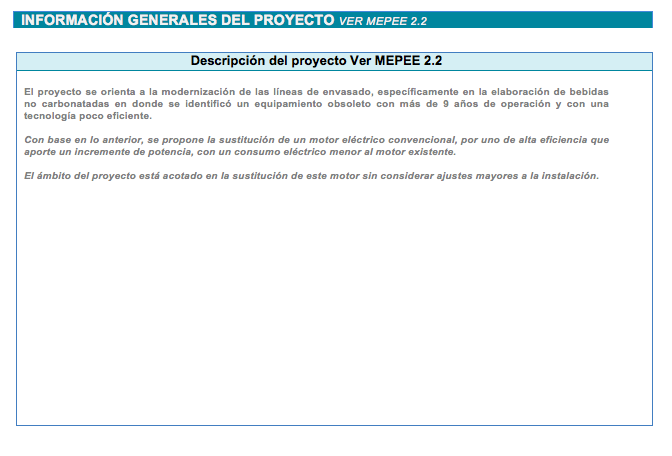 INFORMACIÓN GENERALES DEL PROYECTO VER MEPEE 2.2
Descripción del proyecto Ver MEPEE 2.2
El proyecto se orienta a la modernización de las líneas de envasado, específicamente en la elaboración de bebidas
no carbonatadas en donde se identificó un equipamiento obsoleto con más de 9 años de operación y con una
tecnología poco eficiente.
Con base en lo anterior, se propone la sustitución de un motor eléctrico convencional, por uno de alta eficiencia que
aporte un incremente de potencia, con un consumo eléctrico menor al motor existente.
El ámbito del proyecto está acotado en la sustitución de este motor sin considerar ajustes mayores a la instalación.